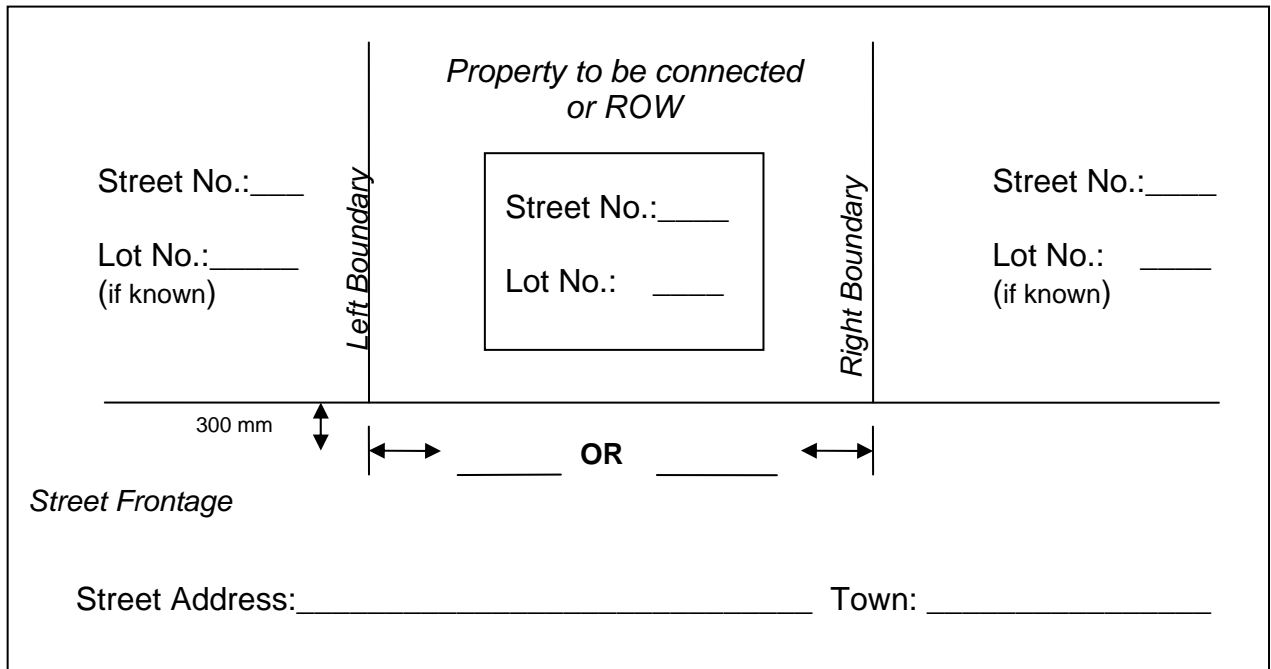 Property to be connected
or ROW
Street No.:___
Lot No.:_____
(if known)
Left Boundary
Street No.:____
Lot No.: ____
Right Boundary
Street No.:____
Lot No.: ____
(if known)
300 mm
______ OR _______
Street Frontage
Street Address:_____________________________ Town: ________________